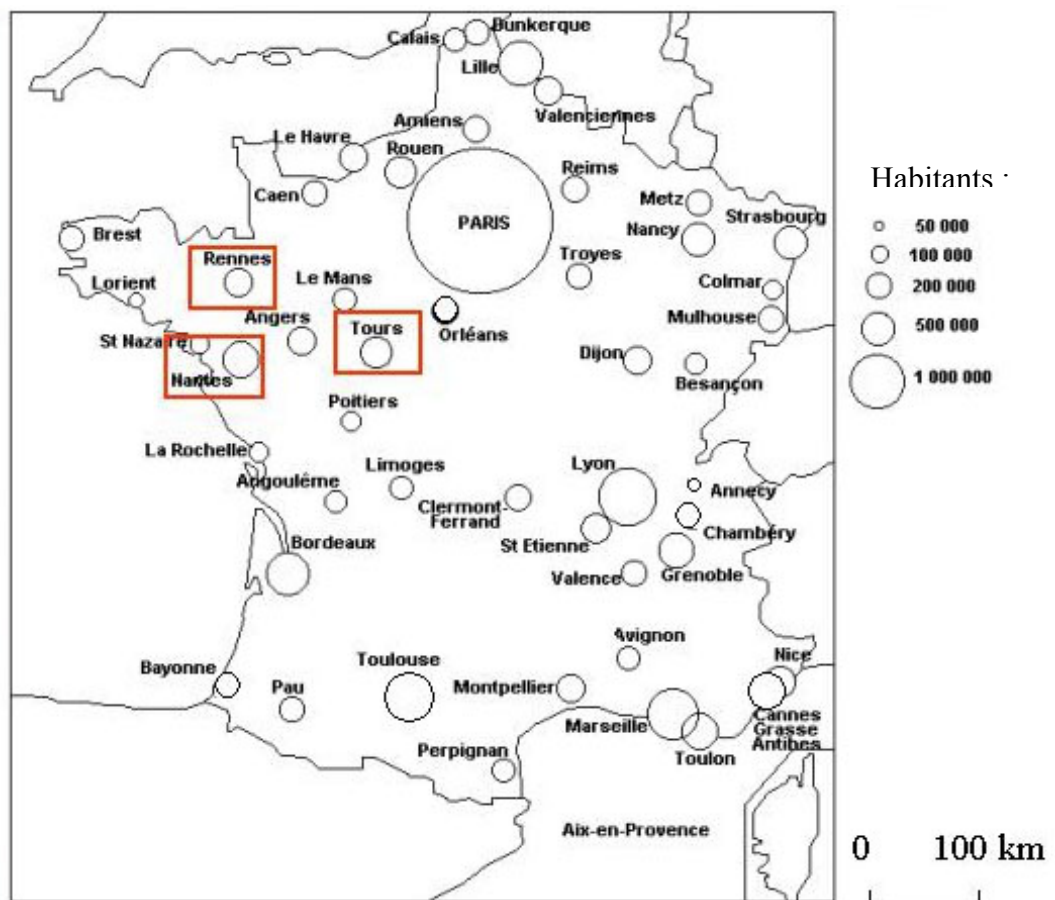 Calais
Dunkerque
Lille
Valenciennes
Amiens
Le Havre
Rouen
Caen
PARIS
Reims
Metz
Strasbourg
Nancy
Brest
Rennes
Troyes
Lorient
Le Mans
Colmar
Angers
Tours
Orléans
Mulhouse
St Nazaire
Nantes
Dijon
Besançon
Poitiers
La Rochelle
Limoges
Lyon
Angoulême
Clermont-
Ferrand
Annecy
Chambéry
St Etienne
Bordeaux
Valence
Grenoble
Avignon
Bayonne
Pau
Toulouse
Montpellier
Nice
Marseille
Cannes
Grasse
Antibes
Toulon
Perpignan
Aix-en-Provence
Habitants :
50 000
100 000
200 000
500 000
1 000 000
0 100 km